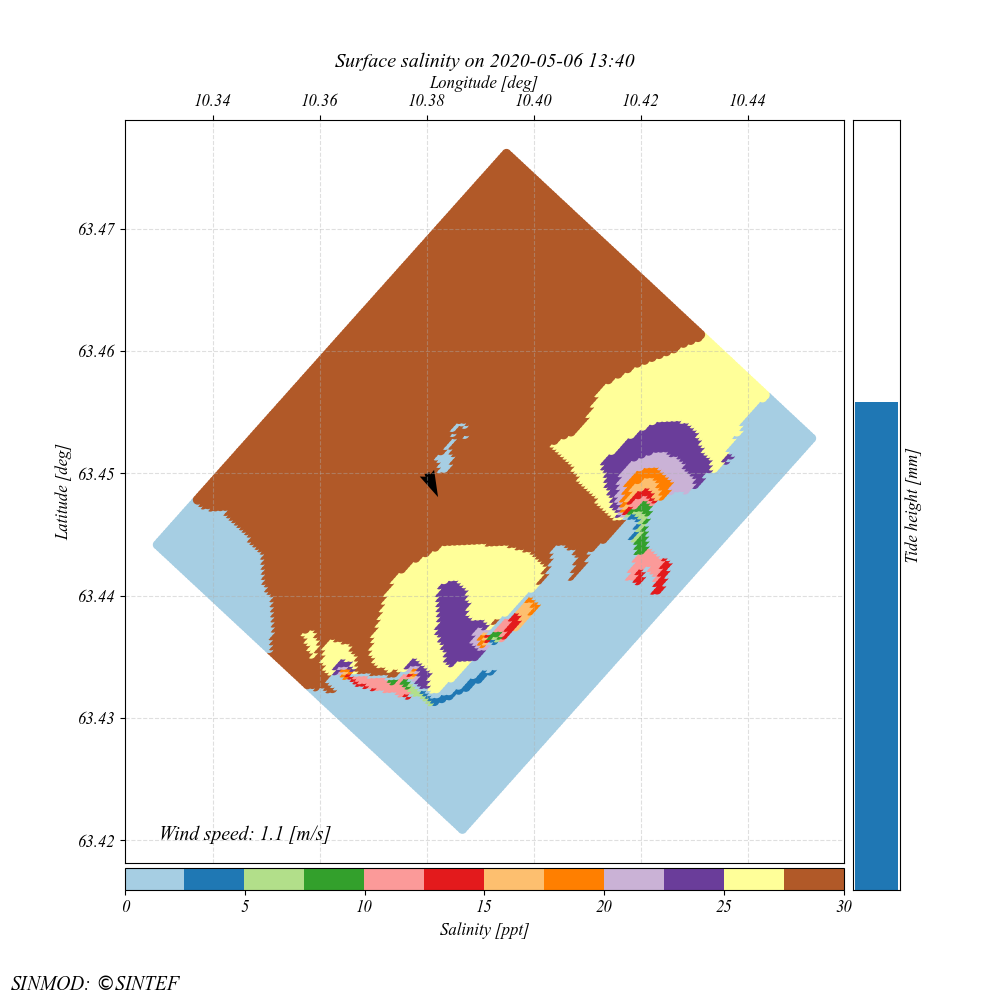 Surface salinity on 2020-05-06 13:40
Longitude [deg]
10.34 10.36 10.38 10.40 10.42 10.44
63.47
63.46
63.45
63.44
63.43
63.42
Latitude [deg]
Tide height [mm]
Wind speed: 1.1 [m/s]
0 5 10 15 20 25 30
Salinity [ppt]
SINMOD: ©SINTEF